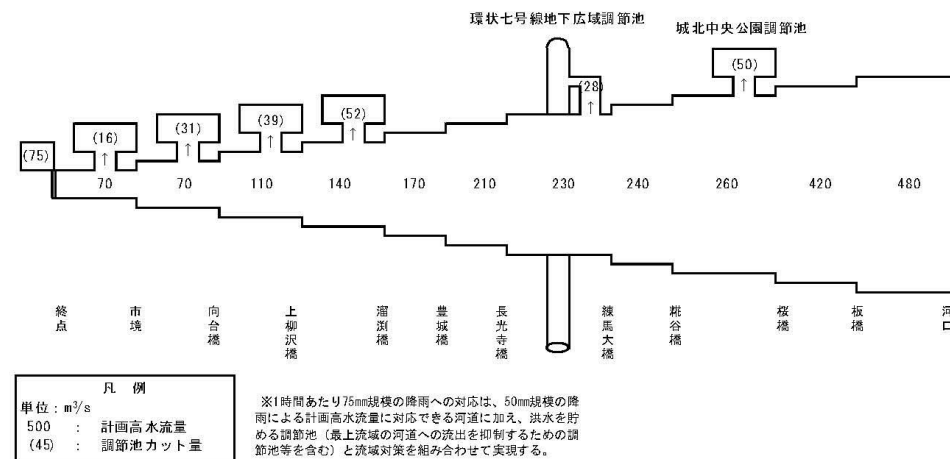 環状七号線地下広域調節池
城北中央公園調節池
(50)
(28)
(52)
(39)
(31)
(16)
(75)
70 70 110 140 170 210 230 240 260 420 480
↑
↑
↑
↑
↑
↑
終点
市境
向台橋
上柳沢橋
溜渕橋
豊城橋
長光寺橋
練馬大橋
糀谷橋
桜橋
板橋
河口
凡 例
単位：m³/s
500 ： 計画高水流量
(45) ： 調節池カット量
※1時間あたり75mm規模の降雨への対応は、50mm規模の降
雨による計画高水流量に対応できる河道に加え、洪水を貯
める調節池（最上流域の河道への流出を抑制するための調
節池等を含む）と流域対策を組み合わせて実現する。